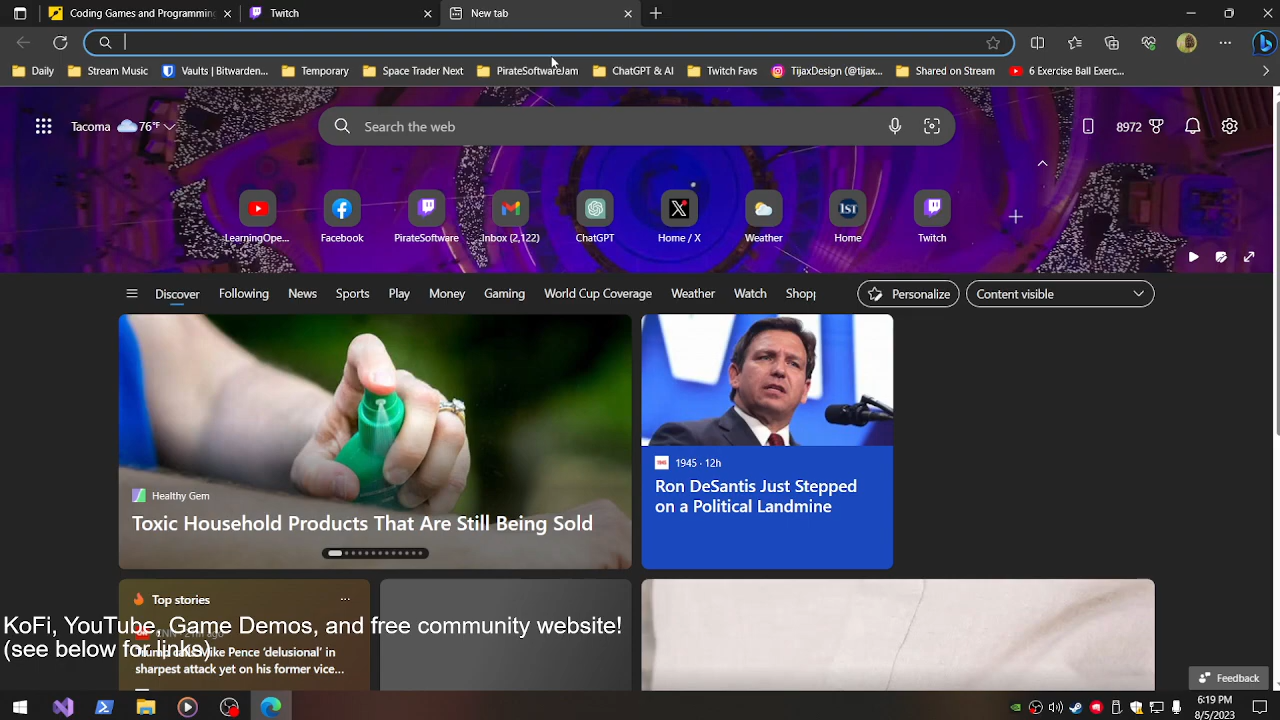 Coding Games and Programming
Twitch
New tab
Daily
Stream Music
Vaults | Bitwarden...
Temporary
Space Trader Next
PirateSoftwareJam
ChatGPT & AI
Twitch Favs
TijaxDesign (@tijax...
Shared on Stream
6 Exercise Ball Exerc...
Tacoma 76°F
Search the web
8972
LearningOpe...
Facebook
PirateSoftware
Inbox (2,122)
ChatGPT
Home / X
Weather
1ST
Home
Twitch
Discover
Following
News
Sports
Play
Money
Gaming
World Cup Coverage
Weather
Watch
Shop
Personalize
Content visible
Healthy Gem
Toxic Household Products That Are Still Being Sold
1945 · 12h
Ron DeSantis Just Stepped
on a Political Landmine
Top stories
KoFi, YouTube, Game Demos, and free community website!
(see below for links)
Mike Pence 'delusional' in
sharpest attack yet on his former vice...
Feedback
6:19 PM
8/5/2023